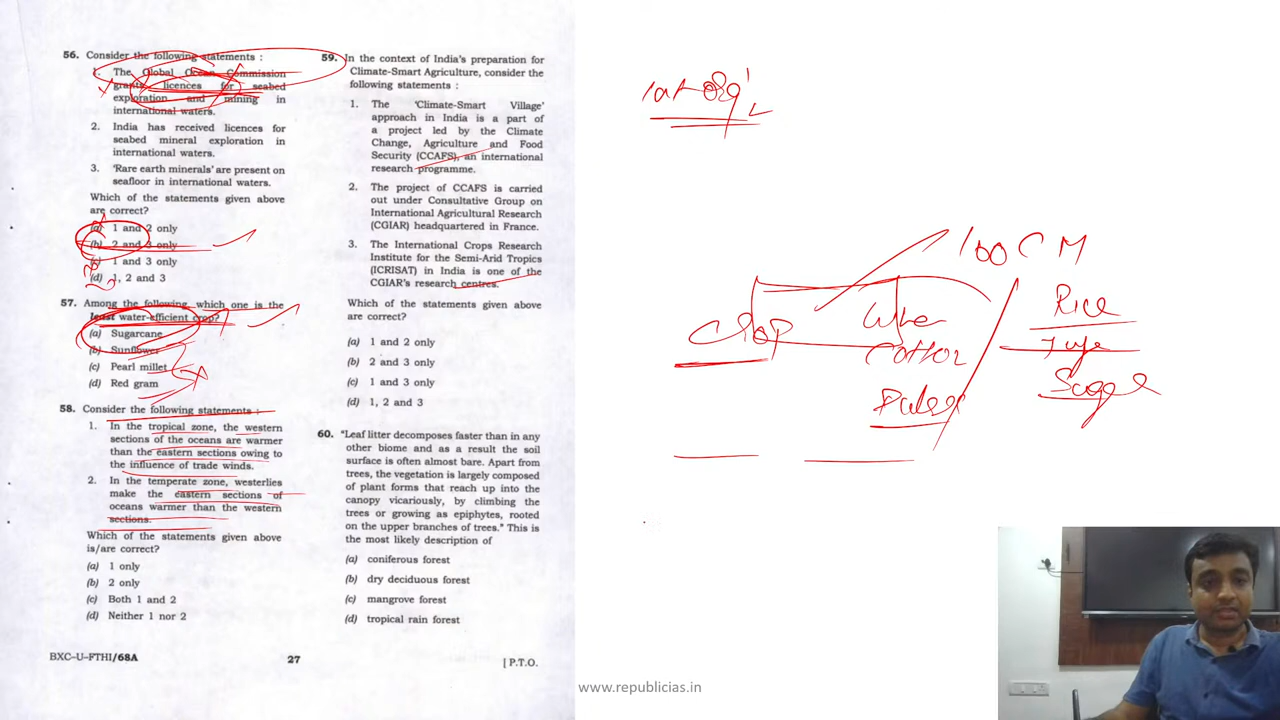 56. Consider the following statements :
1. The Global Ocean Commission
grants licences for seabed
exploration and mining in
international waters.
2. India has received licences for
seabed mineral exploration in
international waters.
3. 'Rare earth minerals' are present on
seafloor in international waters.
Which of the statements given above
are correct?
(a) 1 and 2 only
(b) 2 and 3 only
(c) 1 and 3 only
(d) 1, 2 and 3
57. Among the following, which one is the
least water-efficient crop?
(a) Sugarcane
(b) Sunflower
(c) Pearl millet
(d) Red gram
58. Consider the following statements :
1. In the tropical zone, the western
sections of the oceans are warmer
than the eastern sections owing to
the influence of trade winds.
2. In the temperate zone, westerlies
make the eastern sections of
oceans warmer than the western
sections.
Which of the statements given above
is/are correct?
(a) 1 only
(b) 2 only
(c) Both 1 and 2
(d) Neither 1 nor 2
BXC-U-FTHI/68A
27
59. In the context of India's preparation for
Climate-Smart Agriculture, consider the
following statements :
1. The 'Climate-Smart Village'
approach in India is a part of
a project led by the Climate
Change, Agriculture and Food
Security (CCAFS), an international
research programme.
2. The project of CCAFS is carried
out under Consultative Group on
International Agricultural Research
(CGIAR) headquartered in France.
3. The International Crops Research
Institute for the Semi-Arid Tropics
(ICRISAT) in India is one of the
CGIAR's research centres.
Which of the statements given above
are correct?
(a) 1 and 2 only
(b) 2 and 3 only
(c) 1 and 3 only
(d) 1, 2 and 3
60. "Leaf litter decomposes faster than in any
other biome and as a result the soil
surface is often almost bare. Apart from
trees, the vegetation is largely composed
of plant forms that reach up into the
canopy vicariously, by climbing the
trees or growing as epiphytes, rooted
on the upper branches of trees." This is
the most likely description of
(a) coniferous forest
(b) dry deciduous forest
(c) mangrove forest
(d) tropical rain forest
[ P.T.O.
100 CM
Crop
Cotton
Rice
www.republicias.in